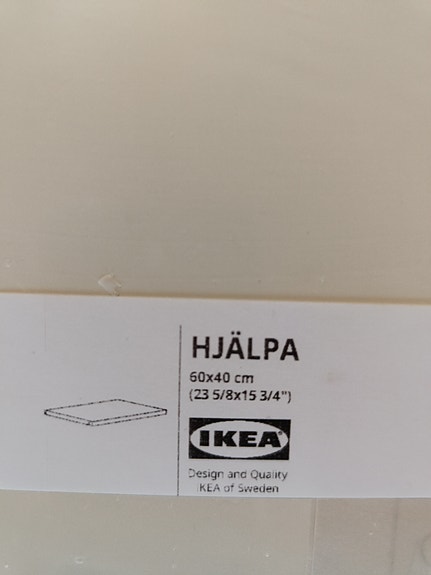 HJÄLPA
60x40 cm
(23 5/8x15 3/4")
IKEA
Design and Quality
IKEA of Sweden